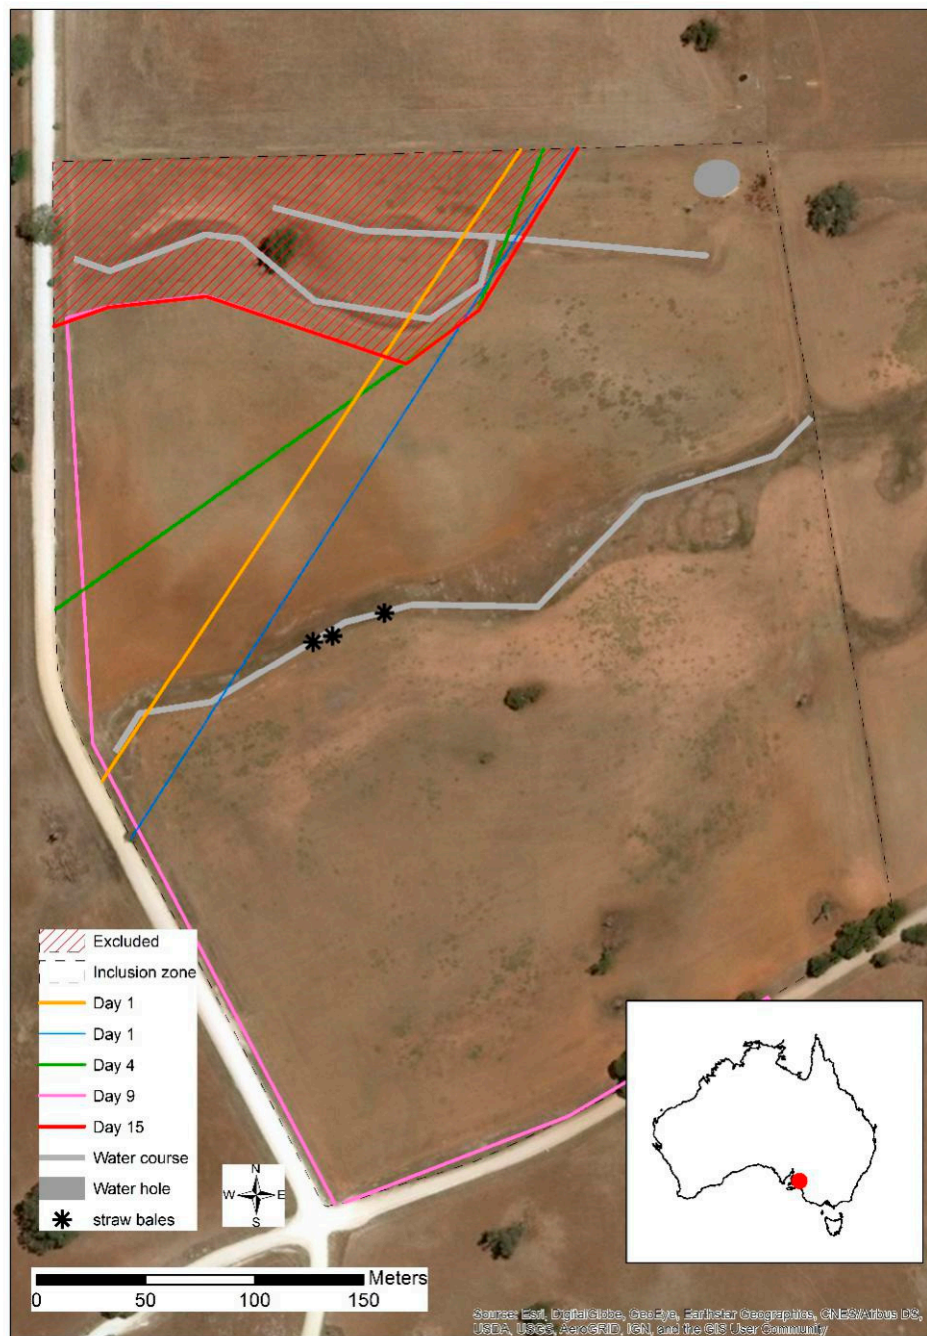 Excluded
Inclusion zone
Day 1
Day 1
Day 4
Day 9
Day 15
Water course
Water hole
straw bales
N
W E
S
Meters
0 50 100 150
Source: Esri, DigitalGlobe, GeoEye, Earthstar Geographics, CNES/Airbus DS,
USDA, USGS, AeroGRID, IGN, and the GIS User Community